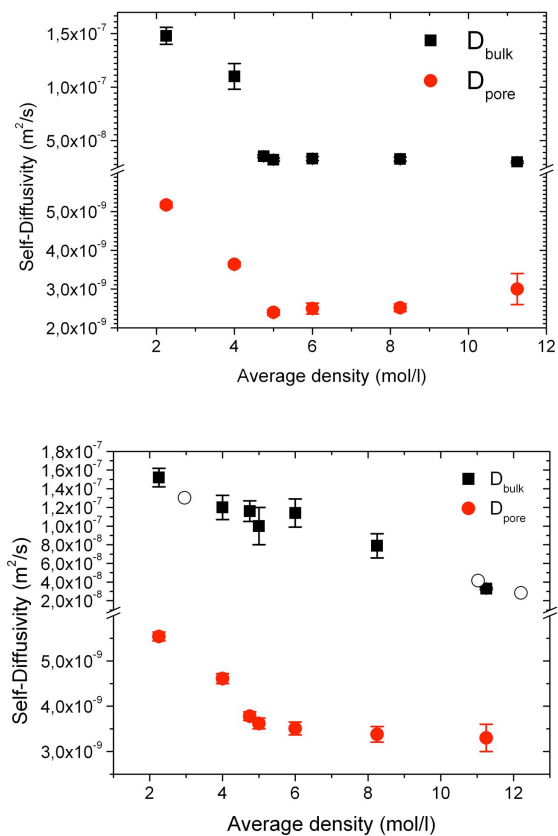 1,5x10⁻⁷
1,0x10⁻⁷
5,0x10⁻⁸
5,0x10⁻⁹
4,0x10⁻⁹
3,0x10⁻⁹
2,0x10⁻⁹
Self-Diffusivity (m²/s)
D bulk
D pore
2 4 6 8 10 12
Average density (mol/l)
1,8x10⁻⁷
1,6x10⁻⁷
1,4x10⁻⁷
1,2x10⁻⁷
1,0x10⁻⁷
8,0x10⁻⁸
6,0x10⁻⁸
4,0x10⁻⁸
2,0x10⁻⁸
5,0x10⁻⁹
4,0x10⁻⁹
3,0x10⁻⁹
Self-Diffusivity (m²/s)
D bulk
D pore
2 4 6 8 10 12
Average density (mol/l)